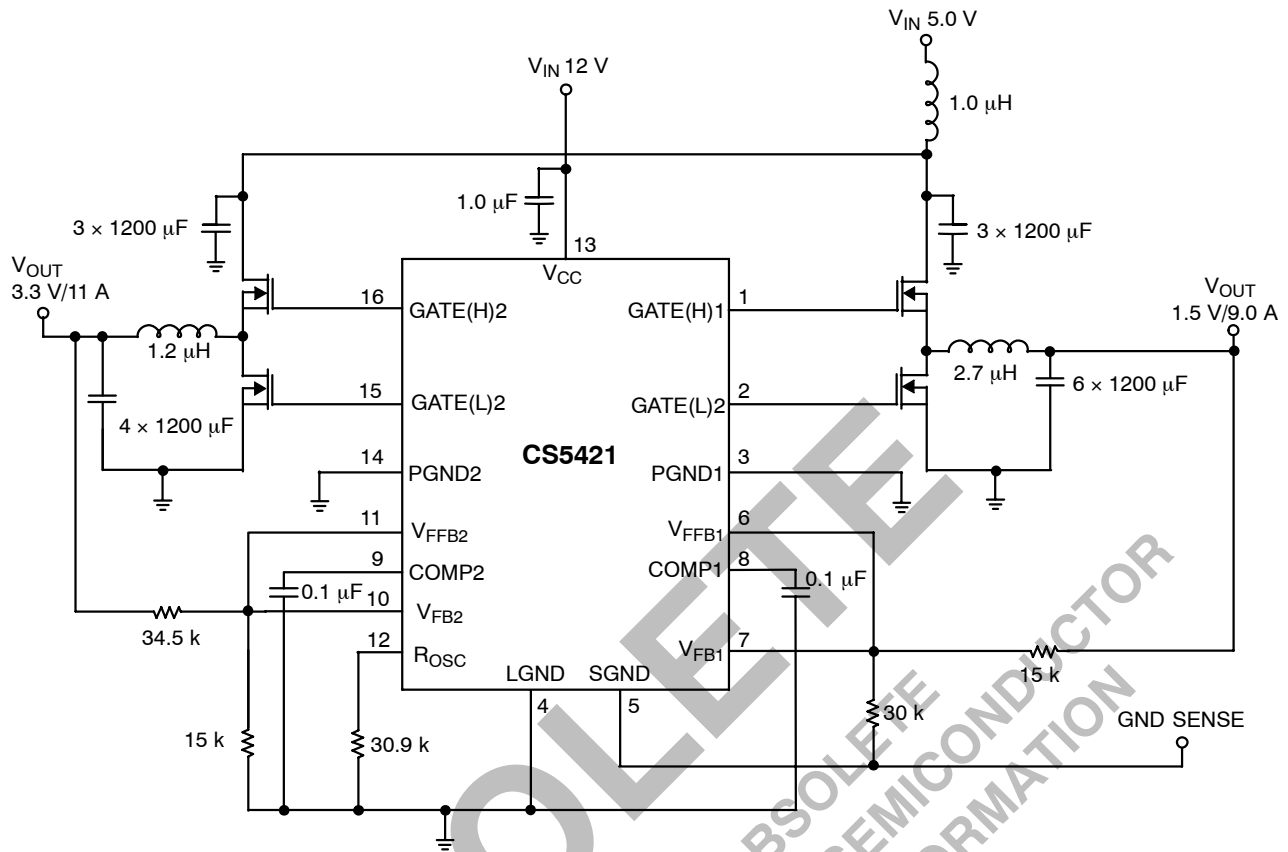 V_IN 5.0 V
V_IN 12 V
1.0 μH
1.0 μF
3 × 1200 μF
3 × 1200 μF
13
V_CC
V_OUT
3.3 V/11 A
V_OUT
1.5 V/9.0 A
16
GATE(H)2
GATE(H)1
1
1.2 μH
2.7 μH
15
GATE(L)2
GATE(L)2
2
4 × 1200 μF
6 × 1200 μF
CS5421
14
PGND2
PGND1
3
11
V_FFB2
V_FFB1
6
9
COMP2
COMP1
8
0.1 μF
0.1 μF
10
V_FB2
34.5 k
12
R_OSC
V_FB1
7
15 k
LGND
SGND
4
5
15 k
30.9 k
30 k
GND SENSE
OLETE
OBSOLETE
SEMICONDUCTOR
ORMATION